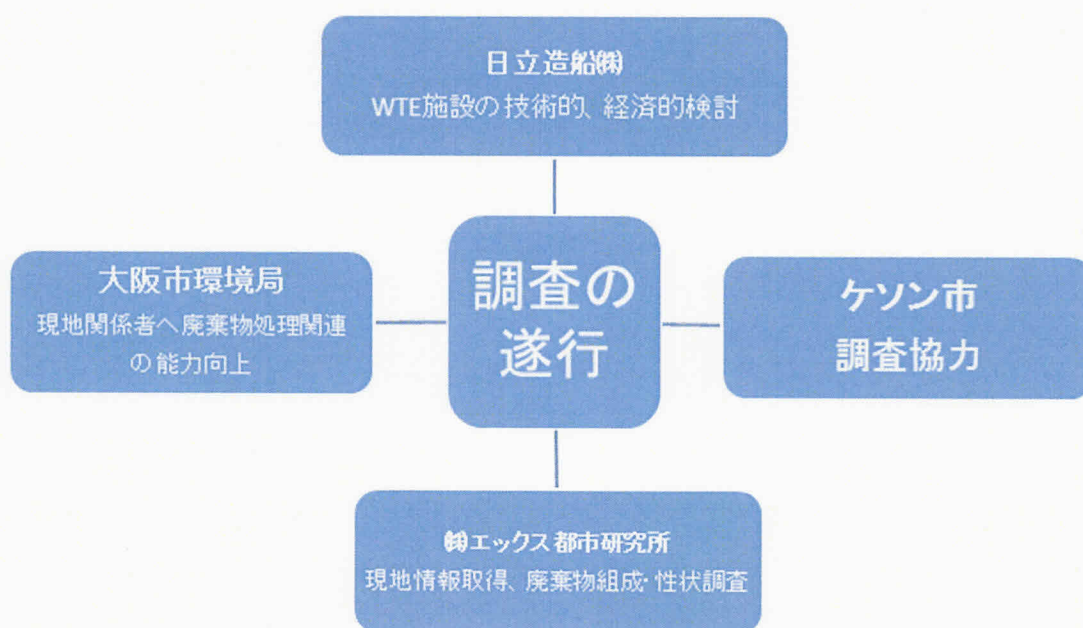 日立造船㈱
WTE施設の技術的、経済的検討
大阪市環境局
現地関係者へ廃棄物処理関連
の能力向上
調査の
遂行
ケソン市
調査協力
㈱エックス都市研究所
現地情報取得、廃棄物組成・性状調査